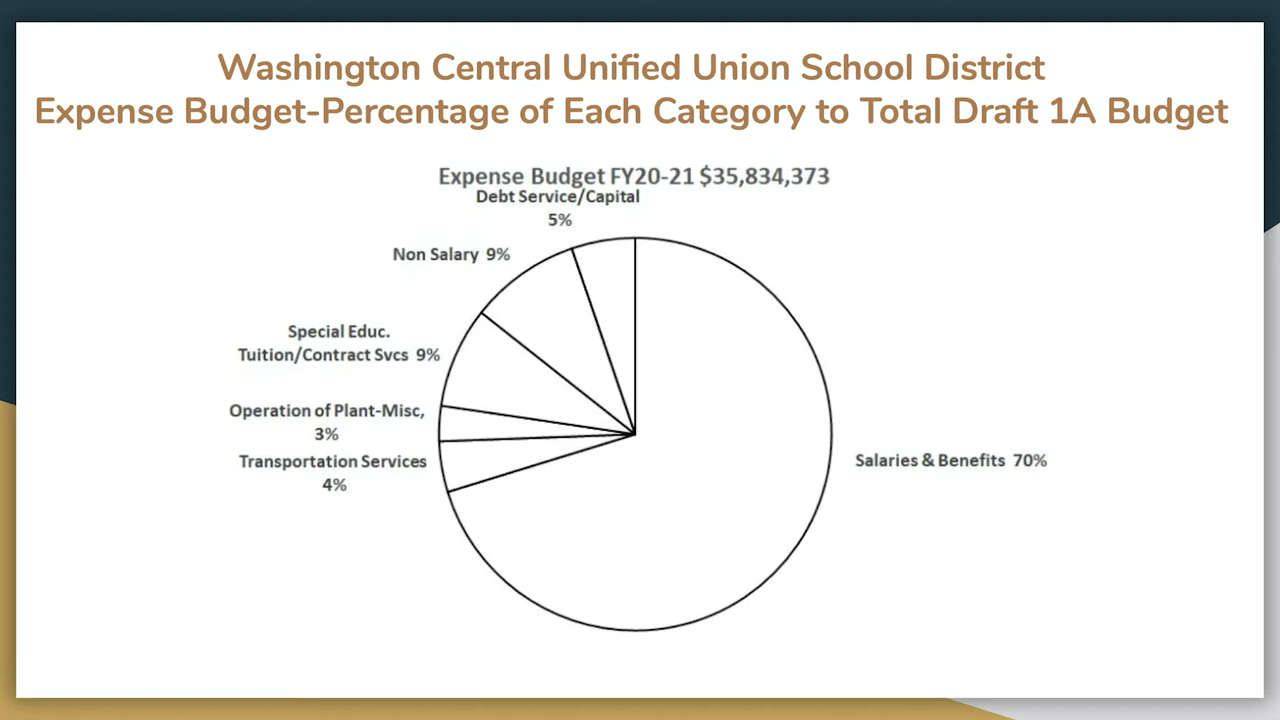 Washington Central Unified Union School District
Expense Budget-Percentage of Each Category to Total Draft 1A Budget
Expense Budget FY20-21 $35,834,373
Debt Service/Capital
5%
Non Salary 9%
Special Educ.
Tuition/Contract Svcs 9%
Operation of Plant-Misc,
3%
Transportation Services
4%
Salaries & Benefits 70%